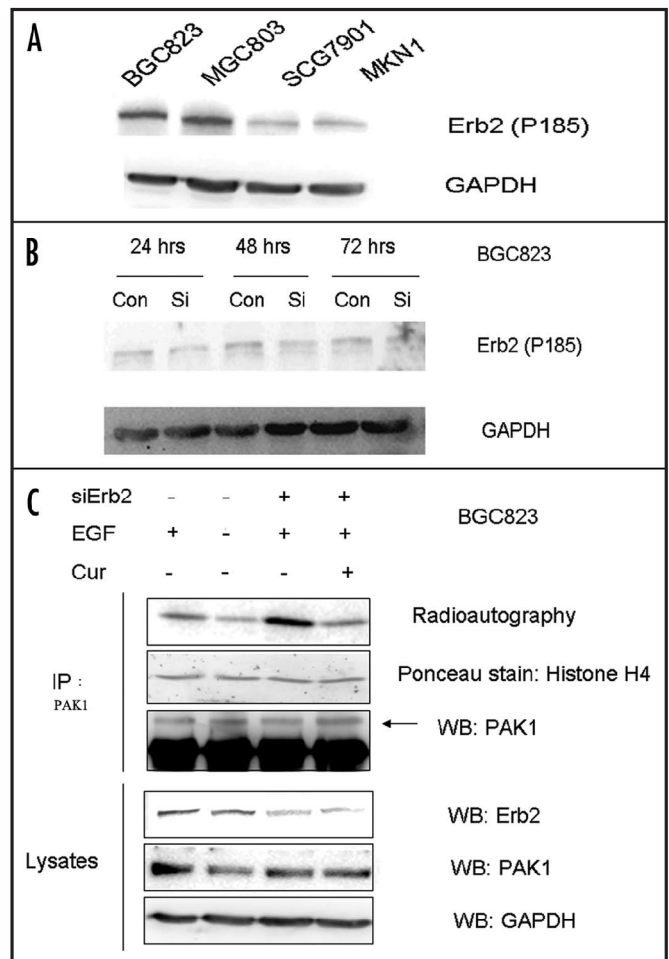 A
BGC823 MGC803 SCG7901 MKN1
Erb2 (P185)
GAPDH
B
24 hrs 48 hrs 72 hrs BGC823
Con Si Con Si Con Si
Erb2 (P185)
GAPDH
C
siErb2 - - + + BGC823
EGF + - + +
Cur - - - +
Radioautography
Ponceau stain: Histone H4
IP :
PAK1
WB: PAK1
WB: Erb2
Lysates WB: PAK1
WB: GAPDH